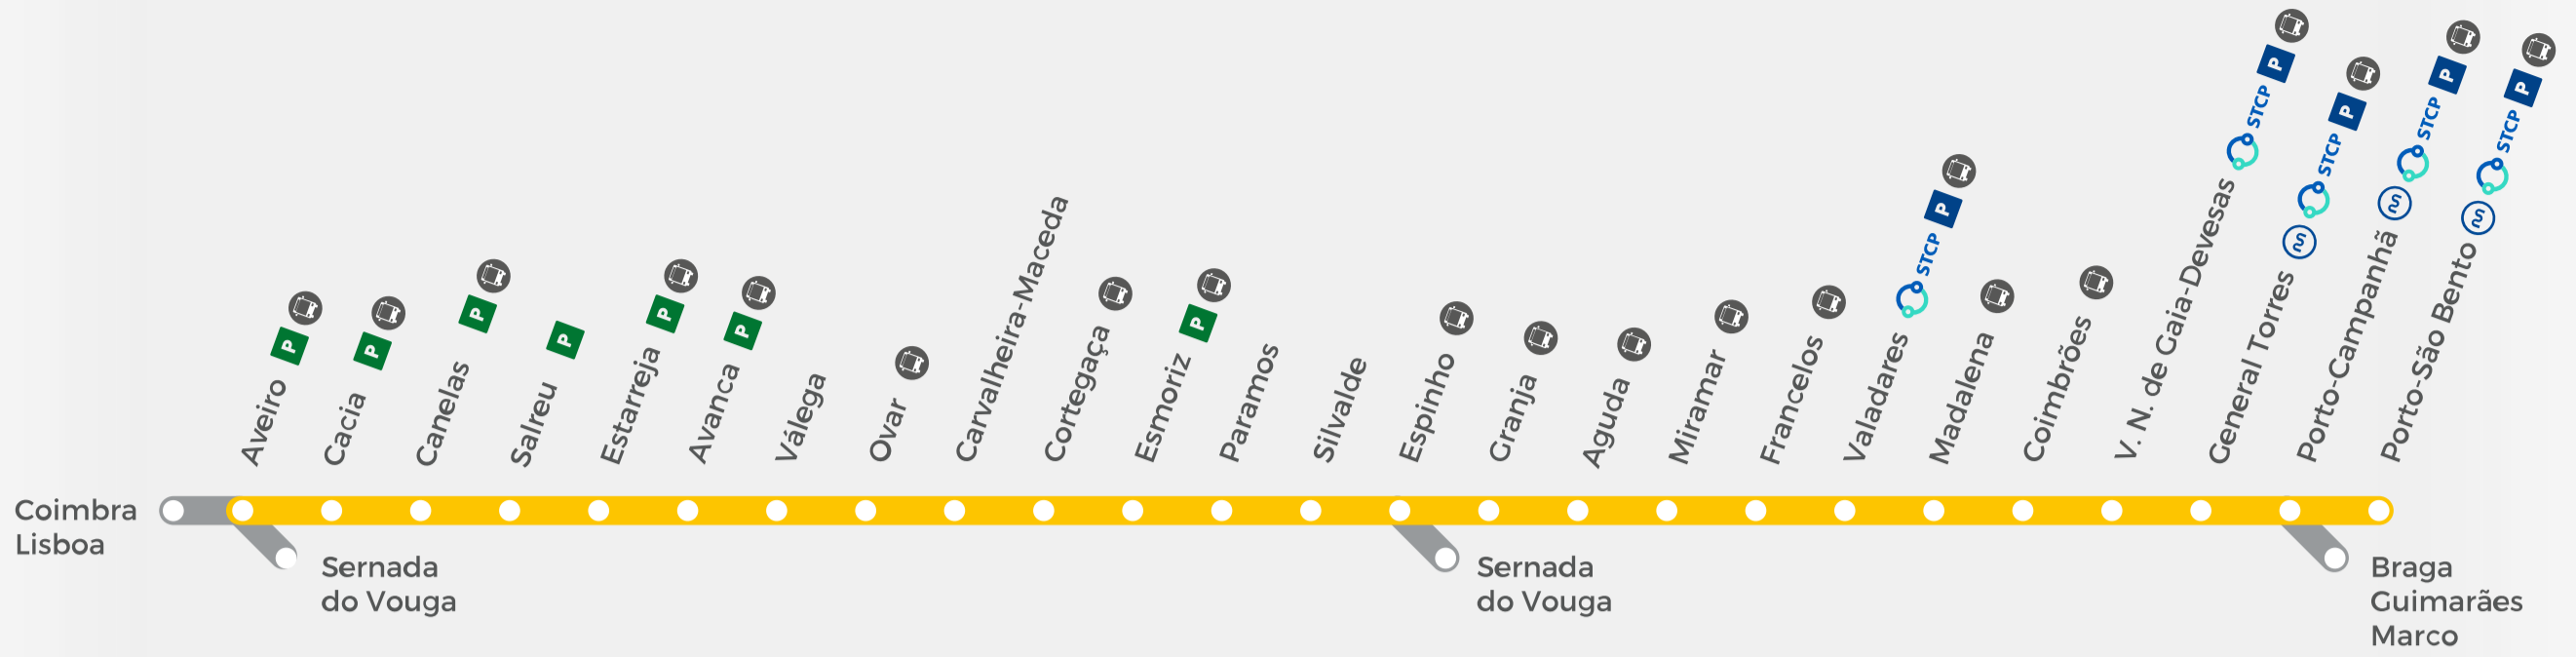 Aveiro P
Cacia P
Canelas P
Salreu P
Estarreja P
Avanca P
Válega
Ovar
Carvalheira-Maceda
Cortegaça
Esmoriz P
Paramos
Silvalde
Espinho
Granja
Aguda
Miramar
Francelos
Valadares STCP P
Madalena
Coimbrões
V. N. de Gaia-Devesas STCP P
General Torres STCP P
Porto-Campanhã STCP P
Porto-São Bento STCP P
Coimbra
Lisboa
Sernada
do Vouga
Sernada
do Vouga
Braga
Guimarães
Marco